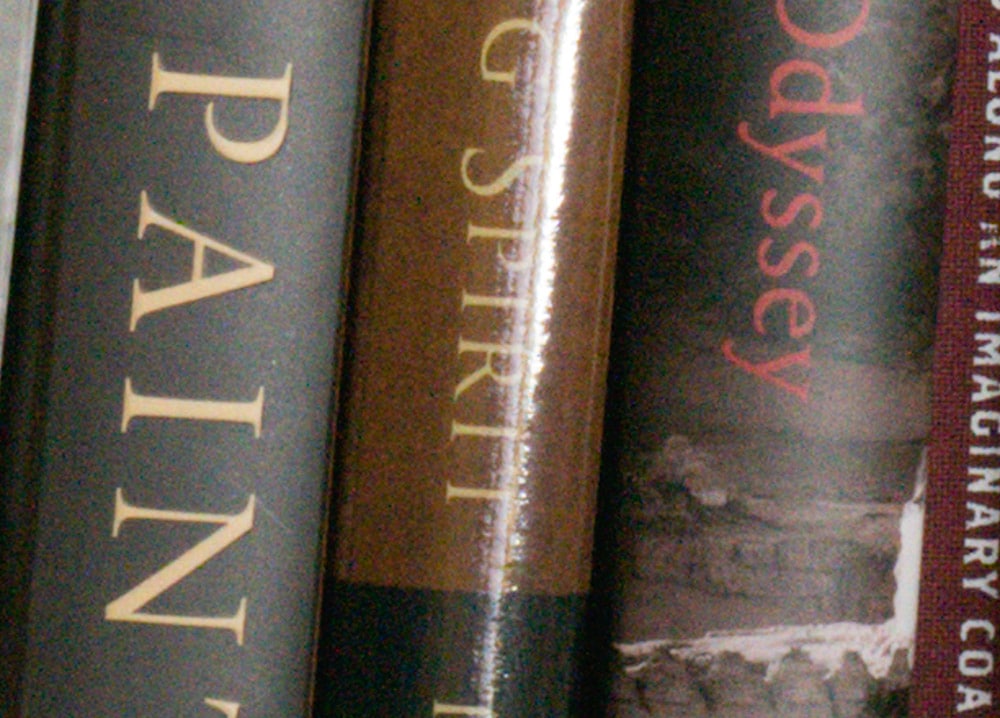 PAINT
G SPIRIT
Odyssey
ALONG AN IMAGINARY COA